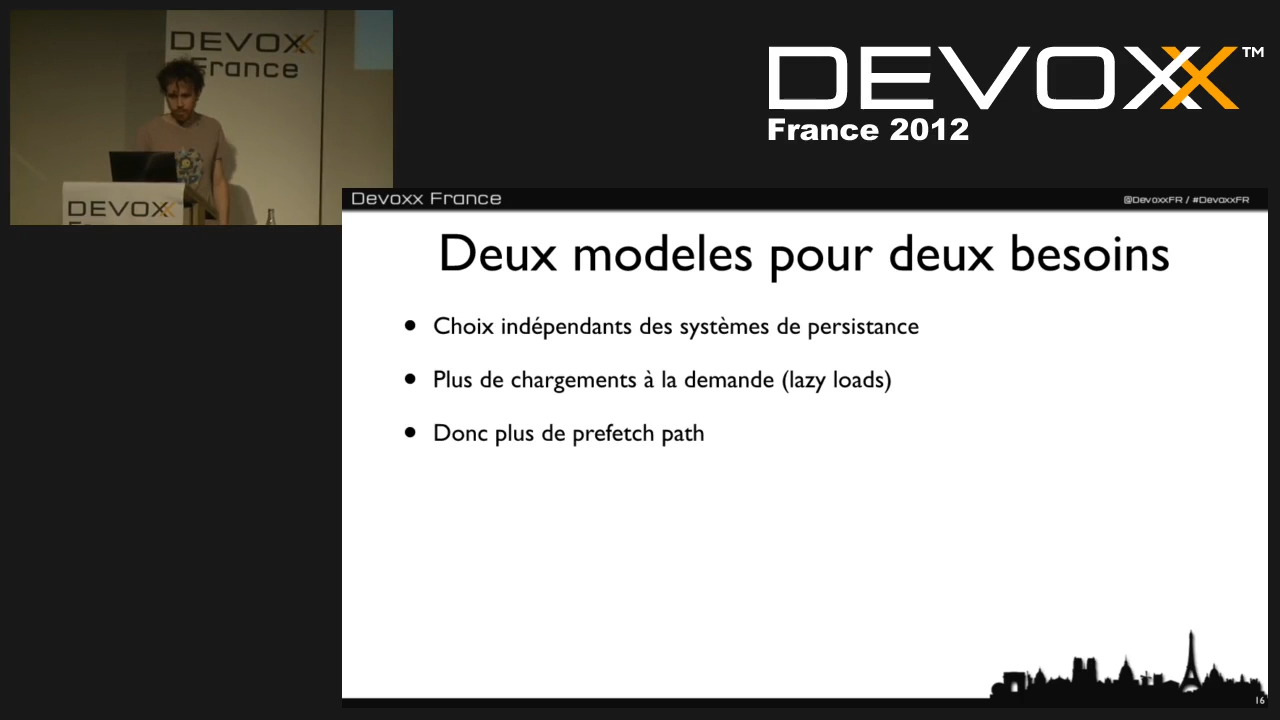 DEVOXX
France
DEVOXX
DEVOXX™
France 2012
Devoxx France
@DevoxxFR / #DevoxxFR
Deux modeles pour deux besoins
• Choix indépendants des systèmes de persistance
• Plus de chargements à la demande (lazy loads)
• Donc plus de prefetch path
16